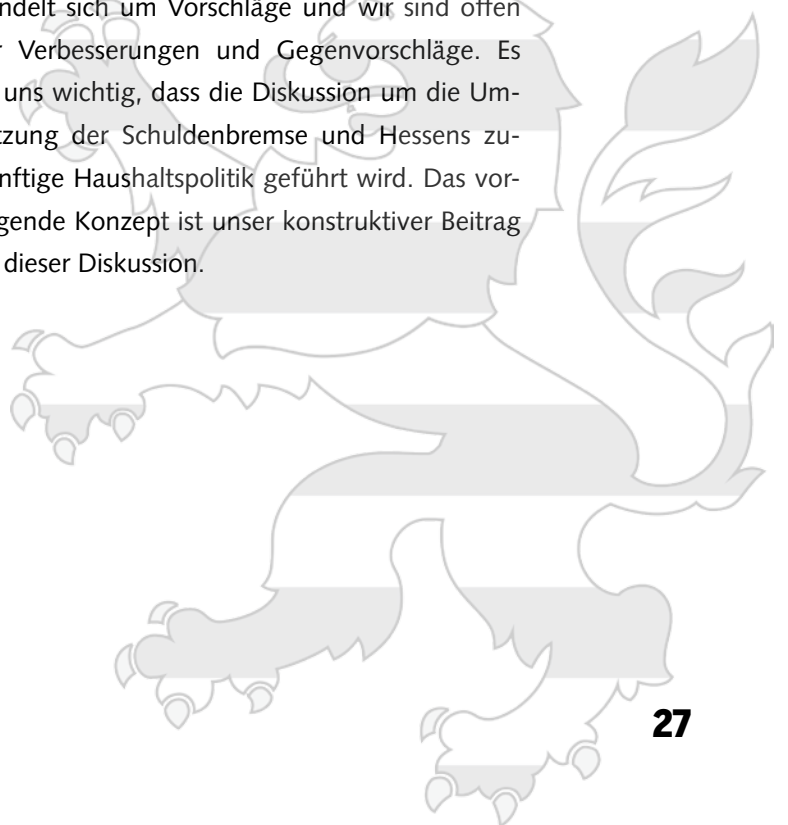 ndelt sich um Vorschläge und wir sind offen
r Verbesserungen und Gegenvorschläge. Es
uns wichtig, dass die Diskussion um die Um-
tzung der Schuldenbremse und Hessens zu-
nftige Haushaltspolitik geführt wird. Das vor-
gende Konzept ist unser konstruktiver Beitrag
dieser Diskussion.
27